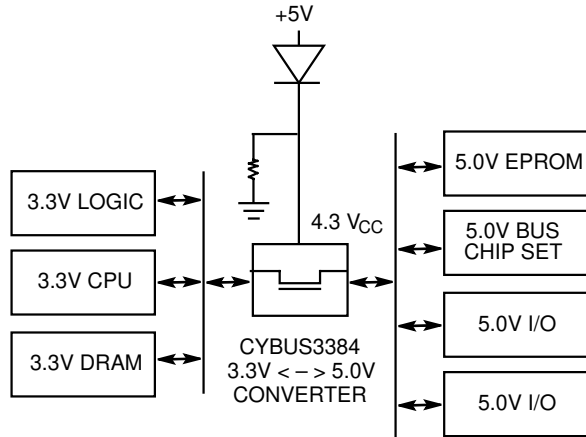 +5V
3.3V LOGIC
3.3V CPU
3.3V DRAM
4.3 VCC
CYBUS3384
3.3V < – > 5.0V
CONVERTER
5.0V EPROM
5.0V BUS
CHIP SET
5.0V I/O
5.0V I/O